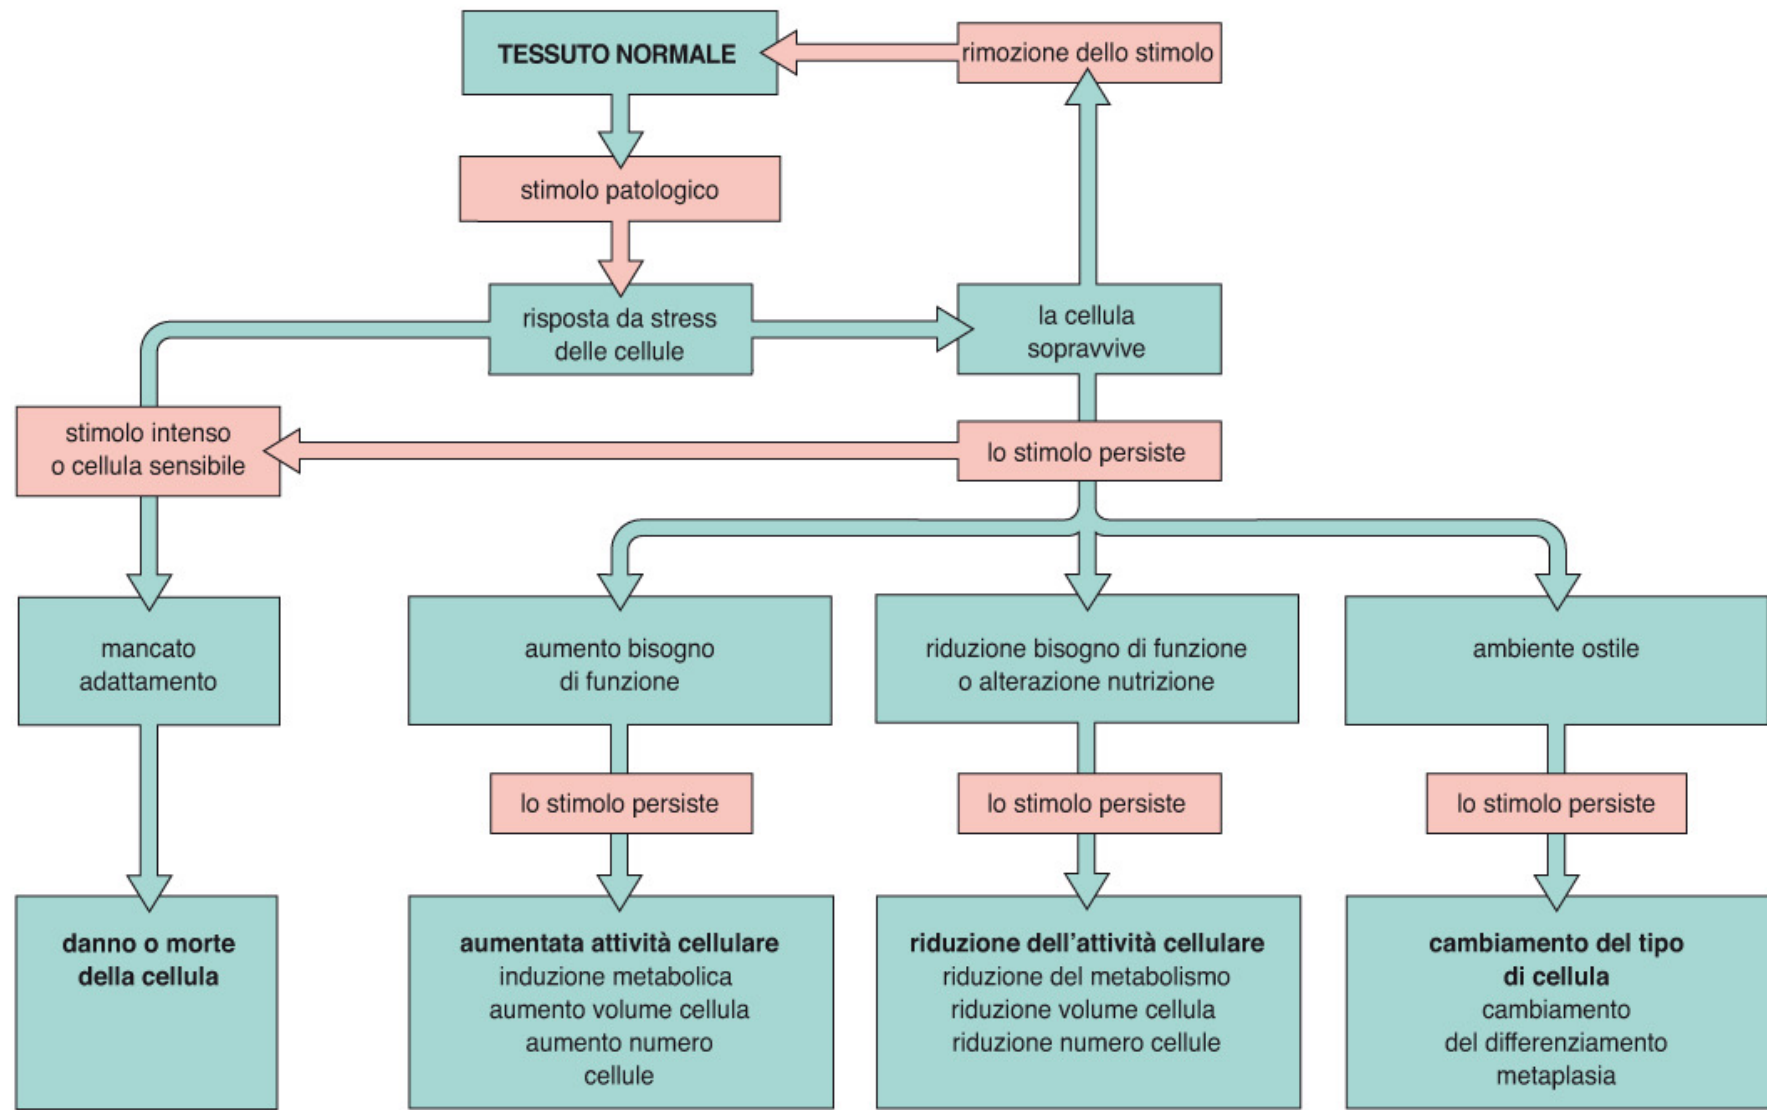 TESSUTO NORMALE
rimozione dello stimolo
stimolo patologico
risposta da stress
delle cellule
la cellula
sopravvive
stimolo intenso
o cellula sensibile
lo stimolo persiste
mancato
adattamento
aumento bisogno
di funzione
riduzione bisogno di funzione
o alterazione nutrizione
ambiente ostile
lo stimolo persiste
lo stimolo persiste
lo stimolo persiste
danno o morte
della cellula
aumentata attività cellulare
induzione metabolica
aumento volume cellula
aumento numero
cellule
riduzione dell'attività cellulare
riduzione del metabolismo
riduzione volume cellula
riduzione numero cellule
cambiamento del tipo
di cellula
cambiamento
del differenziamento
metaplasia